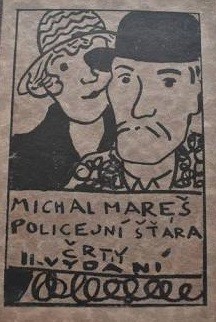 MICHAL MAREŠ
POLICEJNÍ ŠŤÁRA
ČRTY
II. VYDÁNÍ